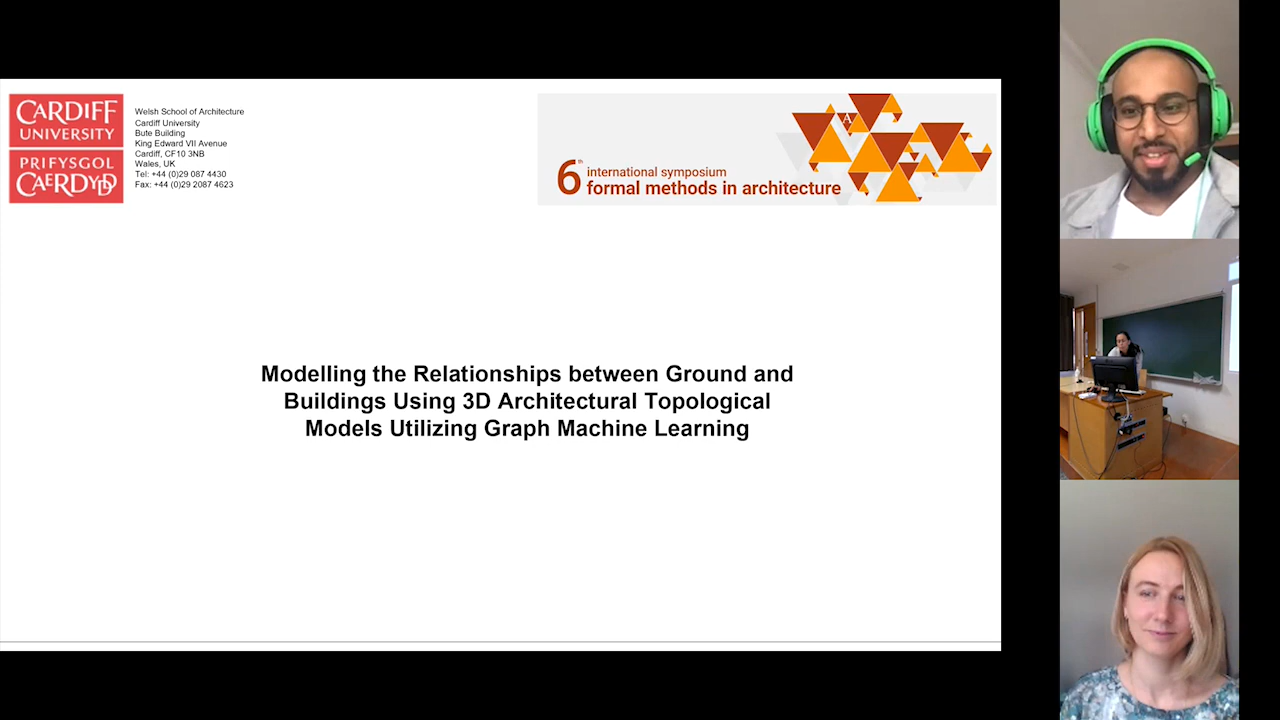 CARDIFF
UNIVERSITY
PRIFYSGOL
CAERDYDD
Welsh School of Architecture
Cardiff University
Bute Building
King Edward VII Avenue
Cardiff, CF10 3NB
Wales, UK
Tel: +44 (0)29 087 4430
Fax: +44 (0)29 2087 4623
6th international symposium
formal methods in architecture
A
Modelling the Relationships between Ground and
Buildings Using 3D Architectural Topological
Models Utilizing Graph Machine Learning